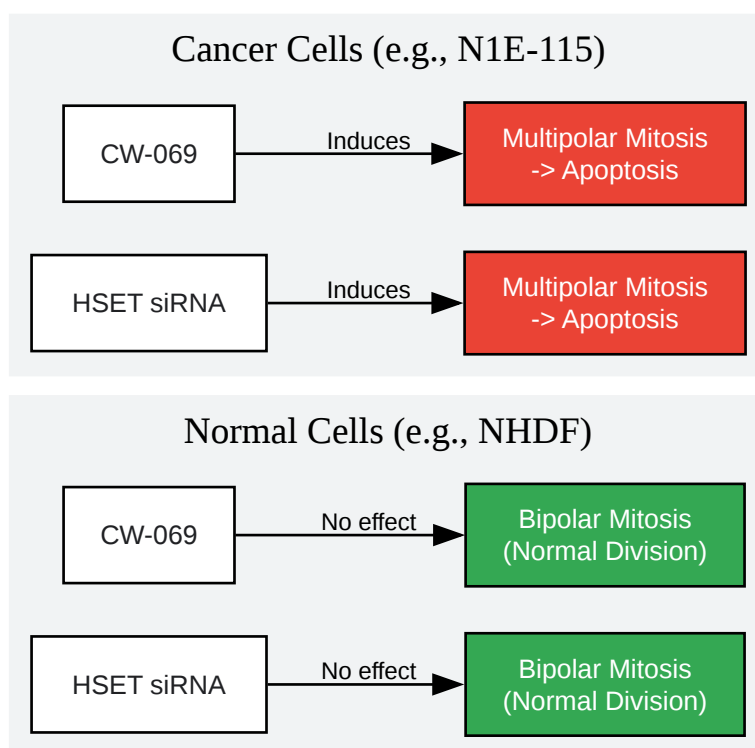 Cancer Cells (e.g., N1E-115)
CW-069
Induces
Multipolar Mitosis
-> Apoptosis
HSET siRNA
Induces
Multipolar Mitosis
-> Apoptosis
Normal Cells (e.g., NHDF)
CW-069
No effect
Bipolar Mitosis
(Normal Division)
HSET siRNA
No effect
Bipolar Mitosis
(Normal Division)